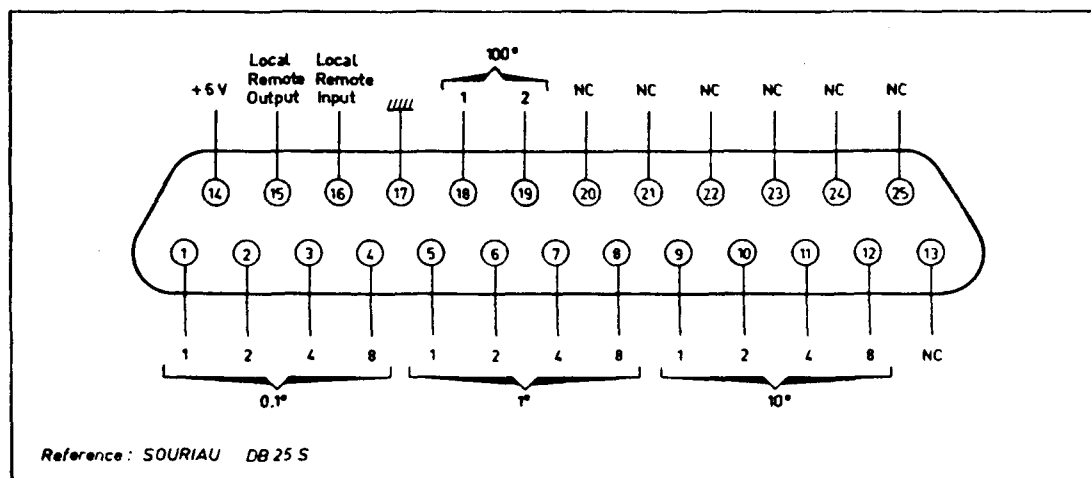 100°
Local Local
Remote Remote
+6 V Output Input 1 2 NC NC NC NC NC NC
14 15 16 17 18 19 20 21 22 23 24 25
1 2 3 4 5 6 7 8 9 10 11 12 13
1 2 4 8 1 2 4 8 1 2 4 8 NC
0.1° 1° 10°
Reference : SOURIAU DB 25 S